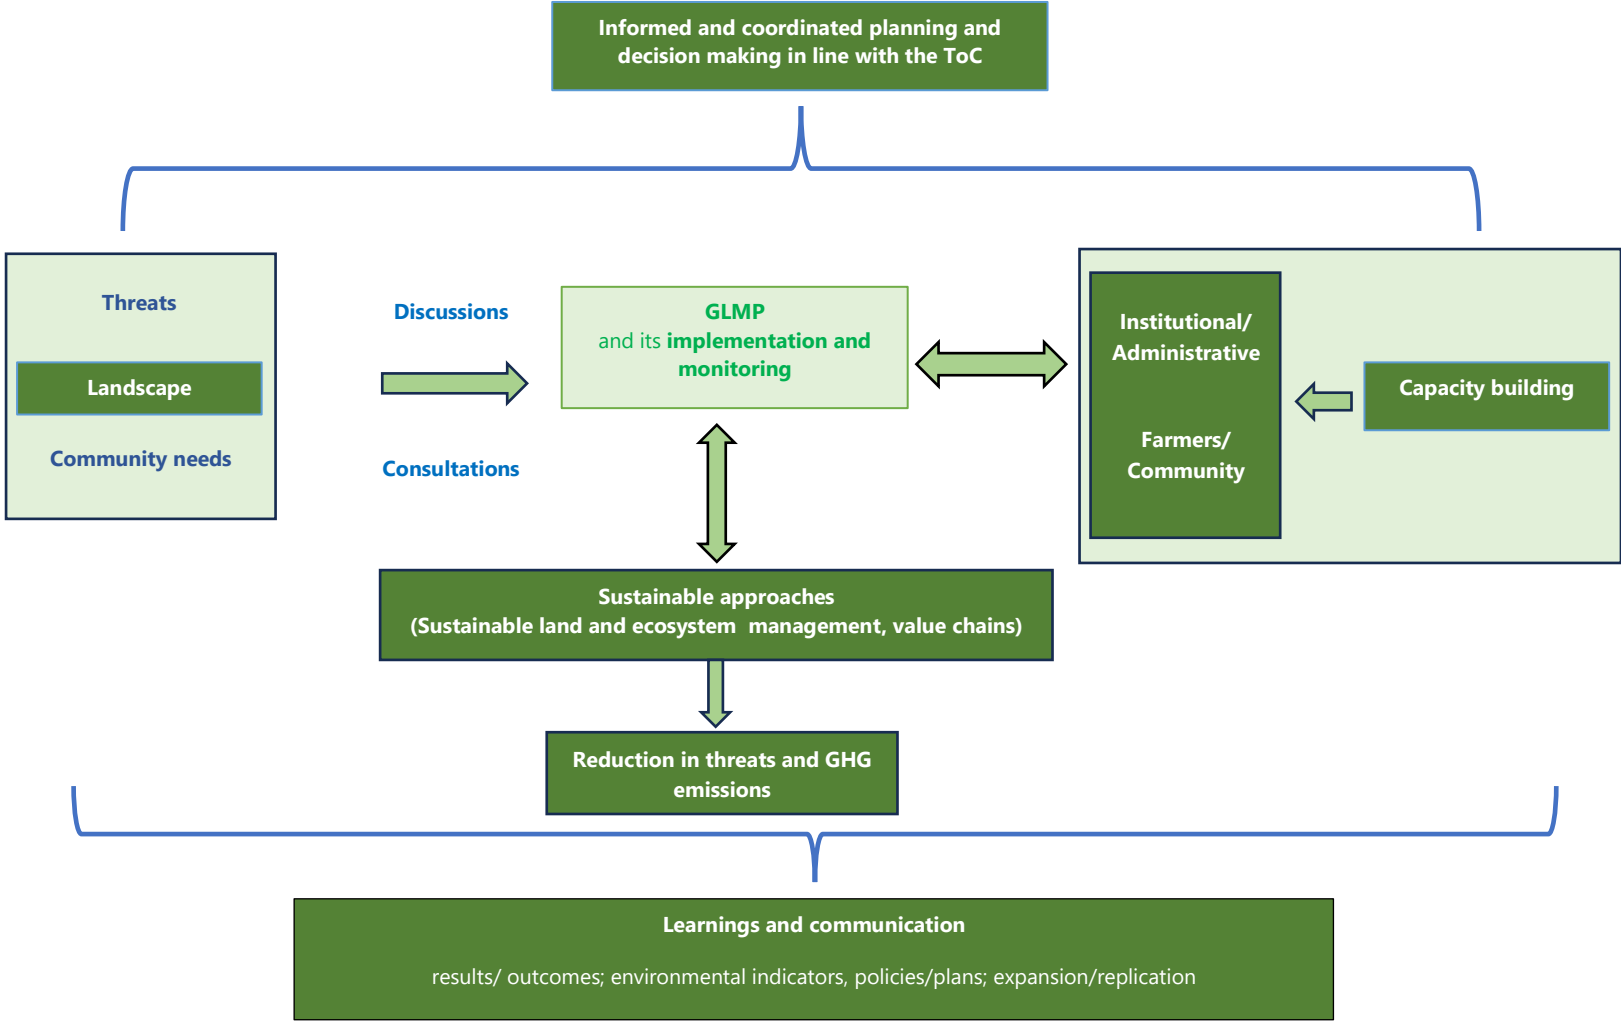 Informed and coordinated planning and
decision making in line with the ToC
Threats
Landscape
Community needs
Discussions
Consultations
GLMP
and its implementation and
monitoring
Institutional/
Administrative
Farmers/
Community
Capacity building
Sustainable approaches
(Sustainable land and ecosystem  management, value chains)
Reduction in threats and GHG
emissions
Learnings and communication
results/ outcomes; environmental indicators, policies/plans; expansion/replication